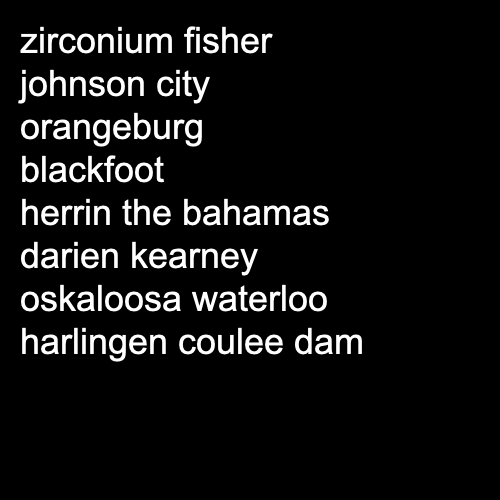 zirconium fisher
johnson city
orangeburg
blackfoot
herrin the bahamas
darien kearney
oskaloosa waterloo
harlingen coulee dam